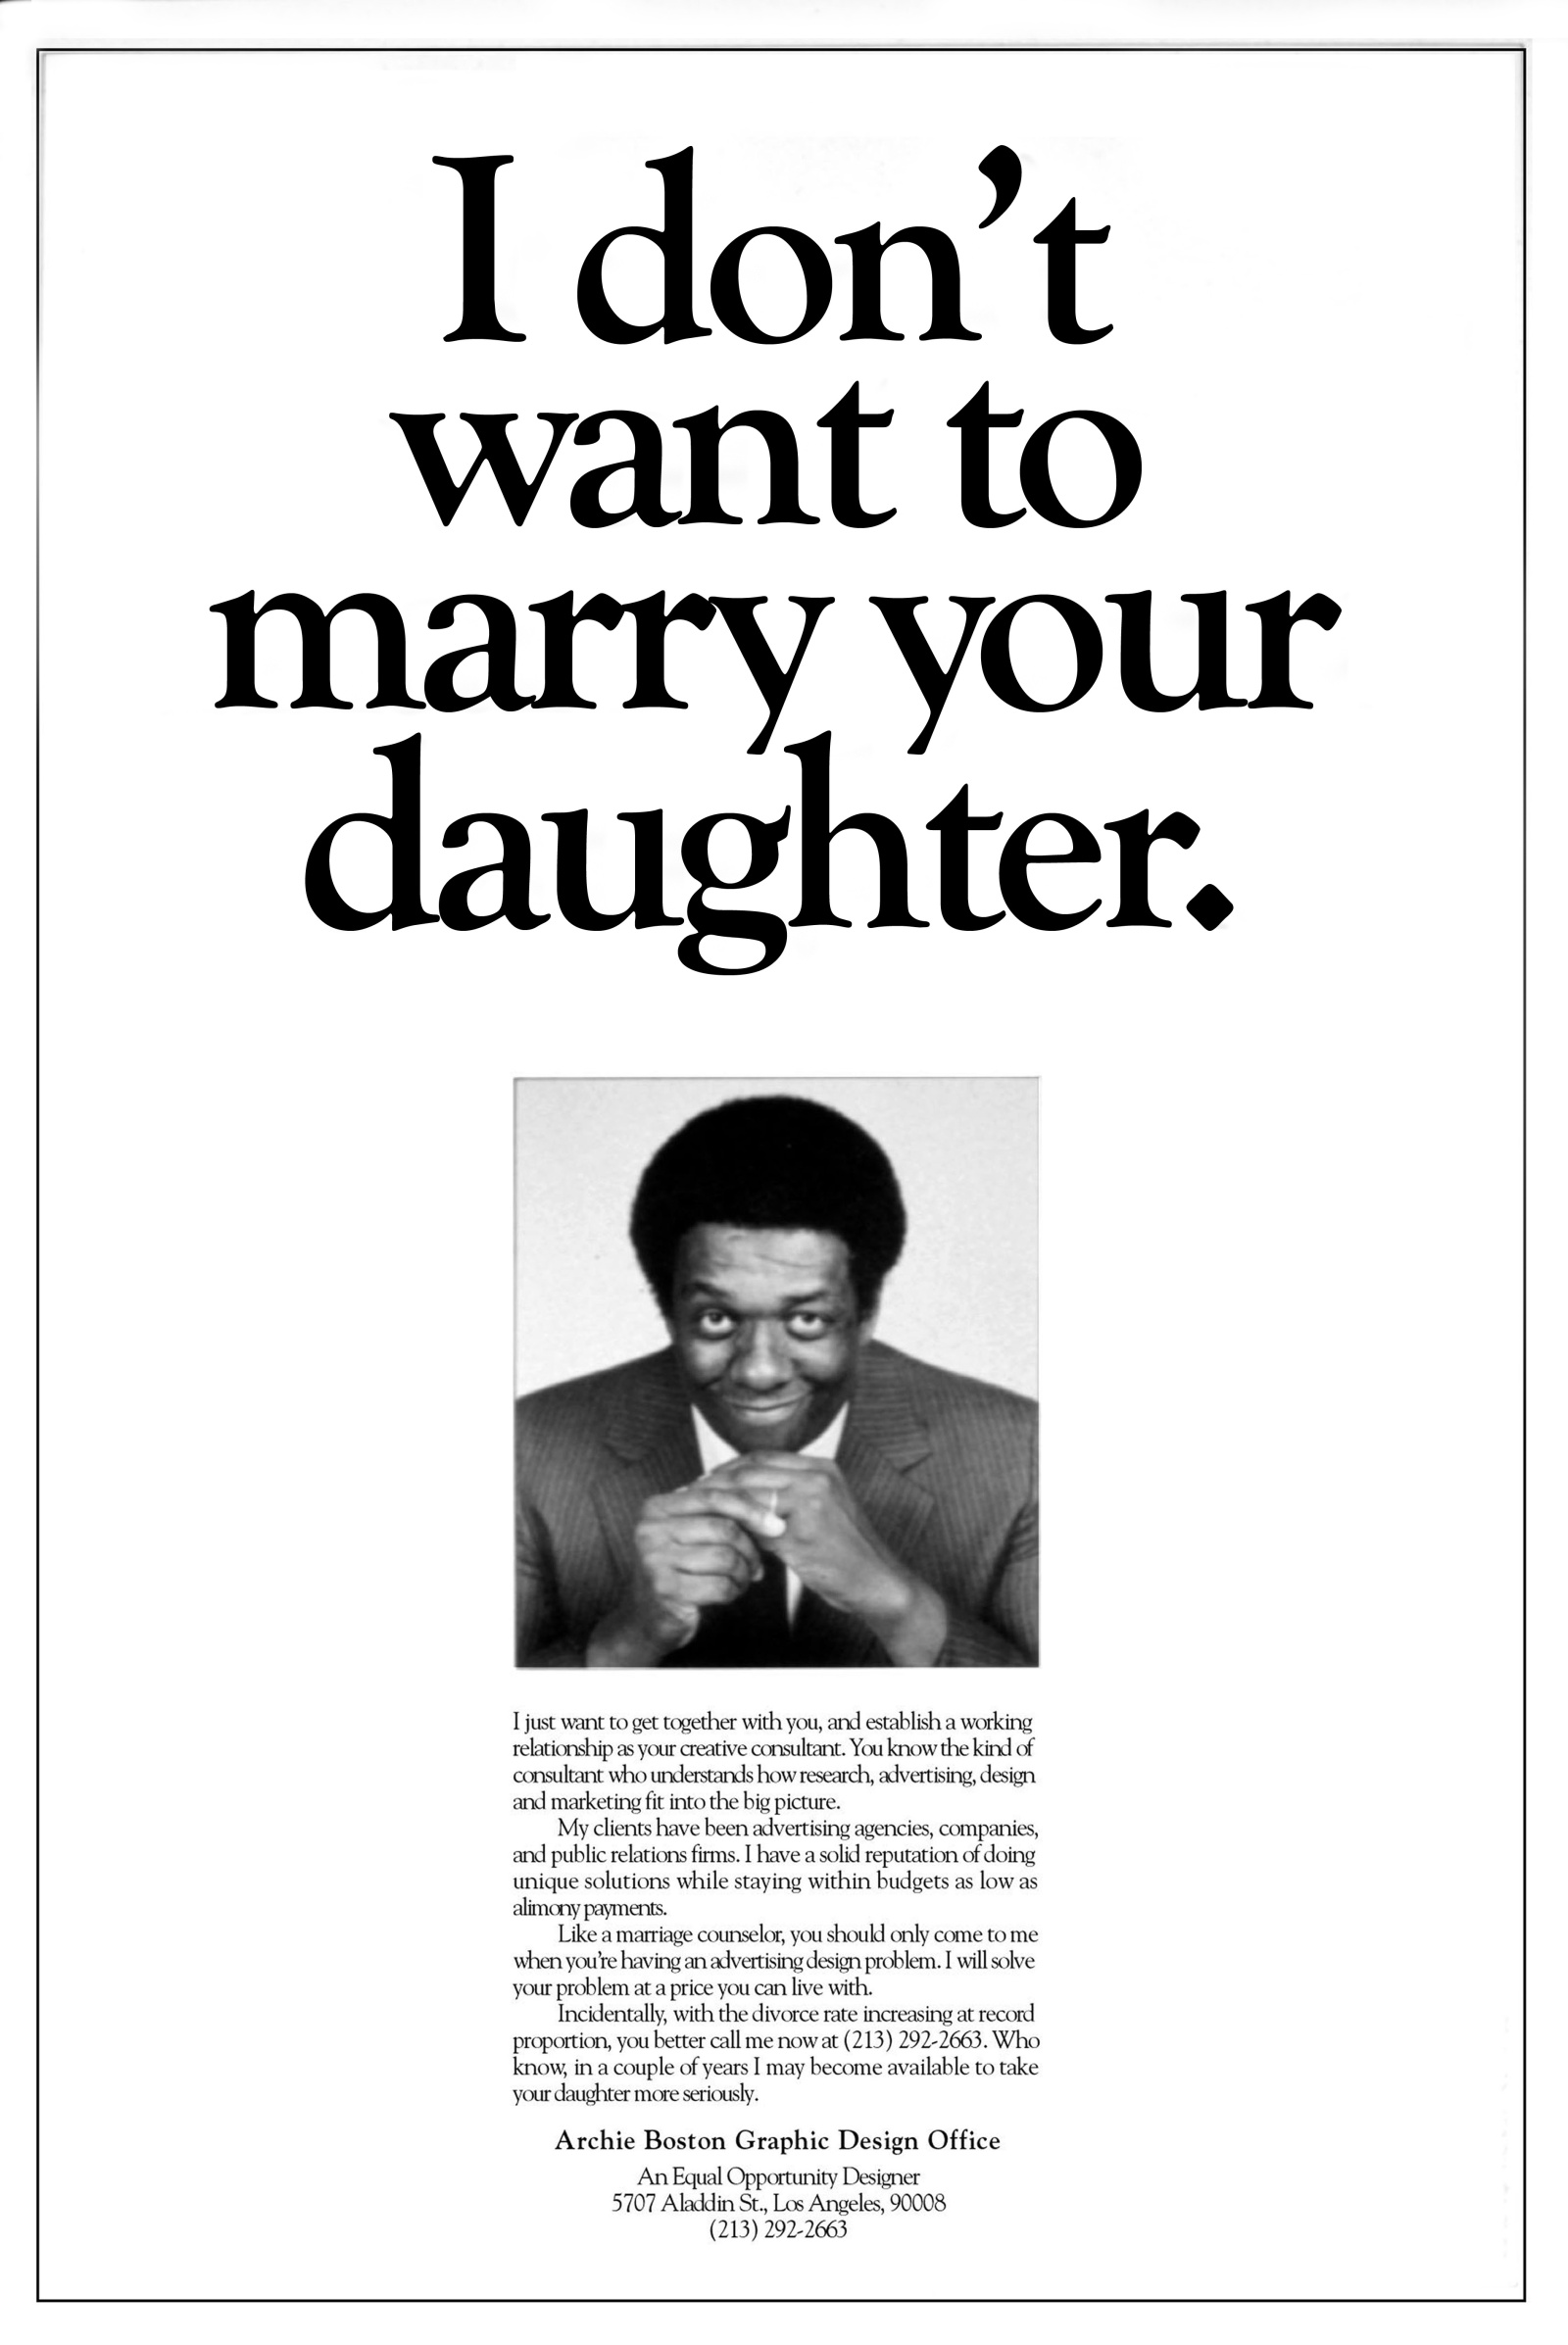 I don’t
want to
marry your
daughter.
I just want to get together with you, and establish a working
relationship as your creative consultant. You know the kind of
consultant who understands how research, advertising, design
and marketing fit into the big picture.
My clients have been advertising agencies, companies,
and public relations firms. I have a solid reputation of doing
unique solutions while staying within budgets as low as
alimony payments.
Like a marriage counselor, you should only come to me
when you’re having an advertising design problem. I will solve
your problem at a price you can live with.
Incidentally, with the divorce rate increasing at record
proportion, you better call me now at (213) 292-2663. Who
know, in a couple of years I may become available to take
your daughter more seriously.
Archie Boston Graphic Design Office
An Equal Opportunity Designer
5707 Aladdin St., Los Angeles, 90008
(213) 292-2663